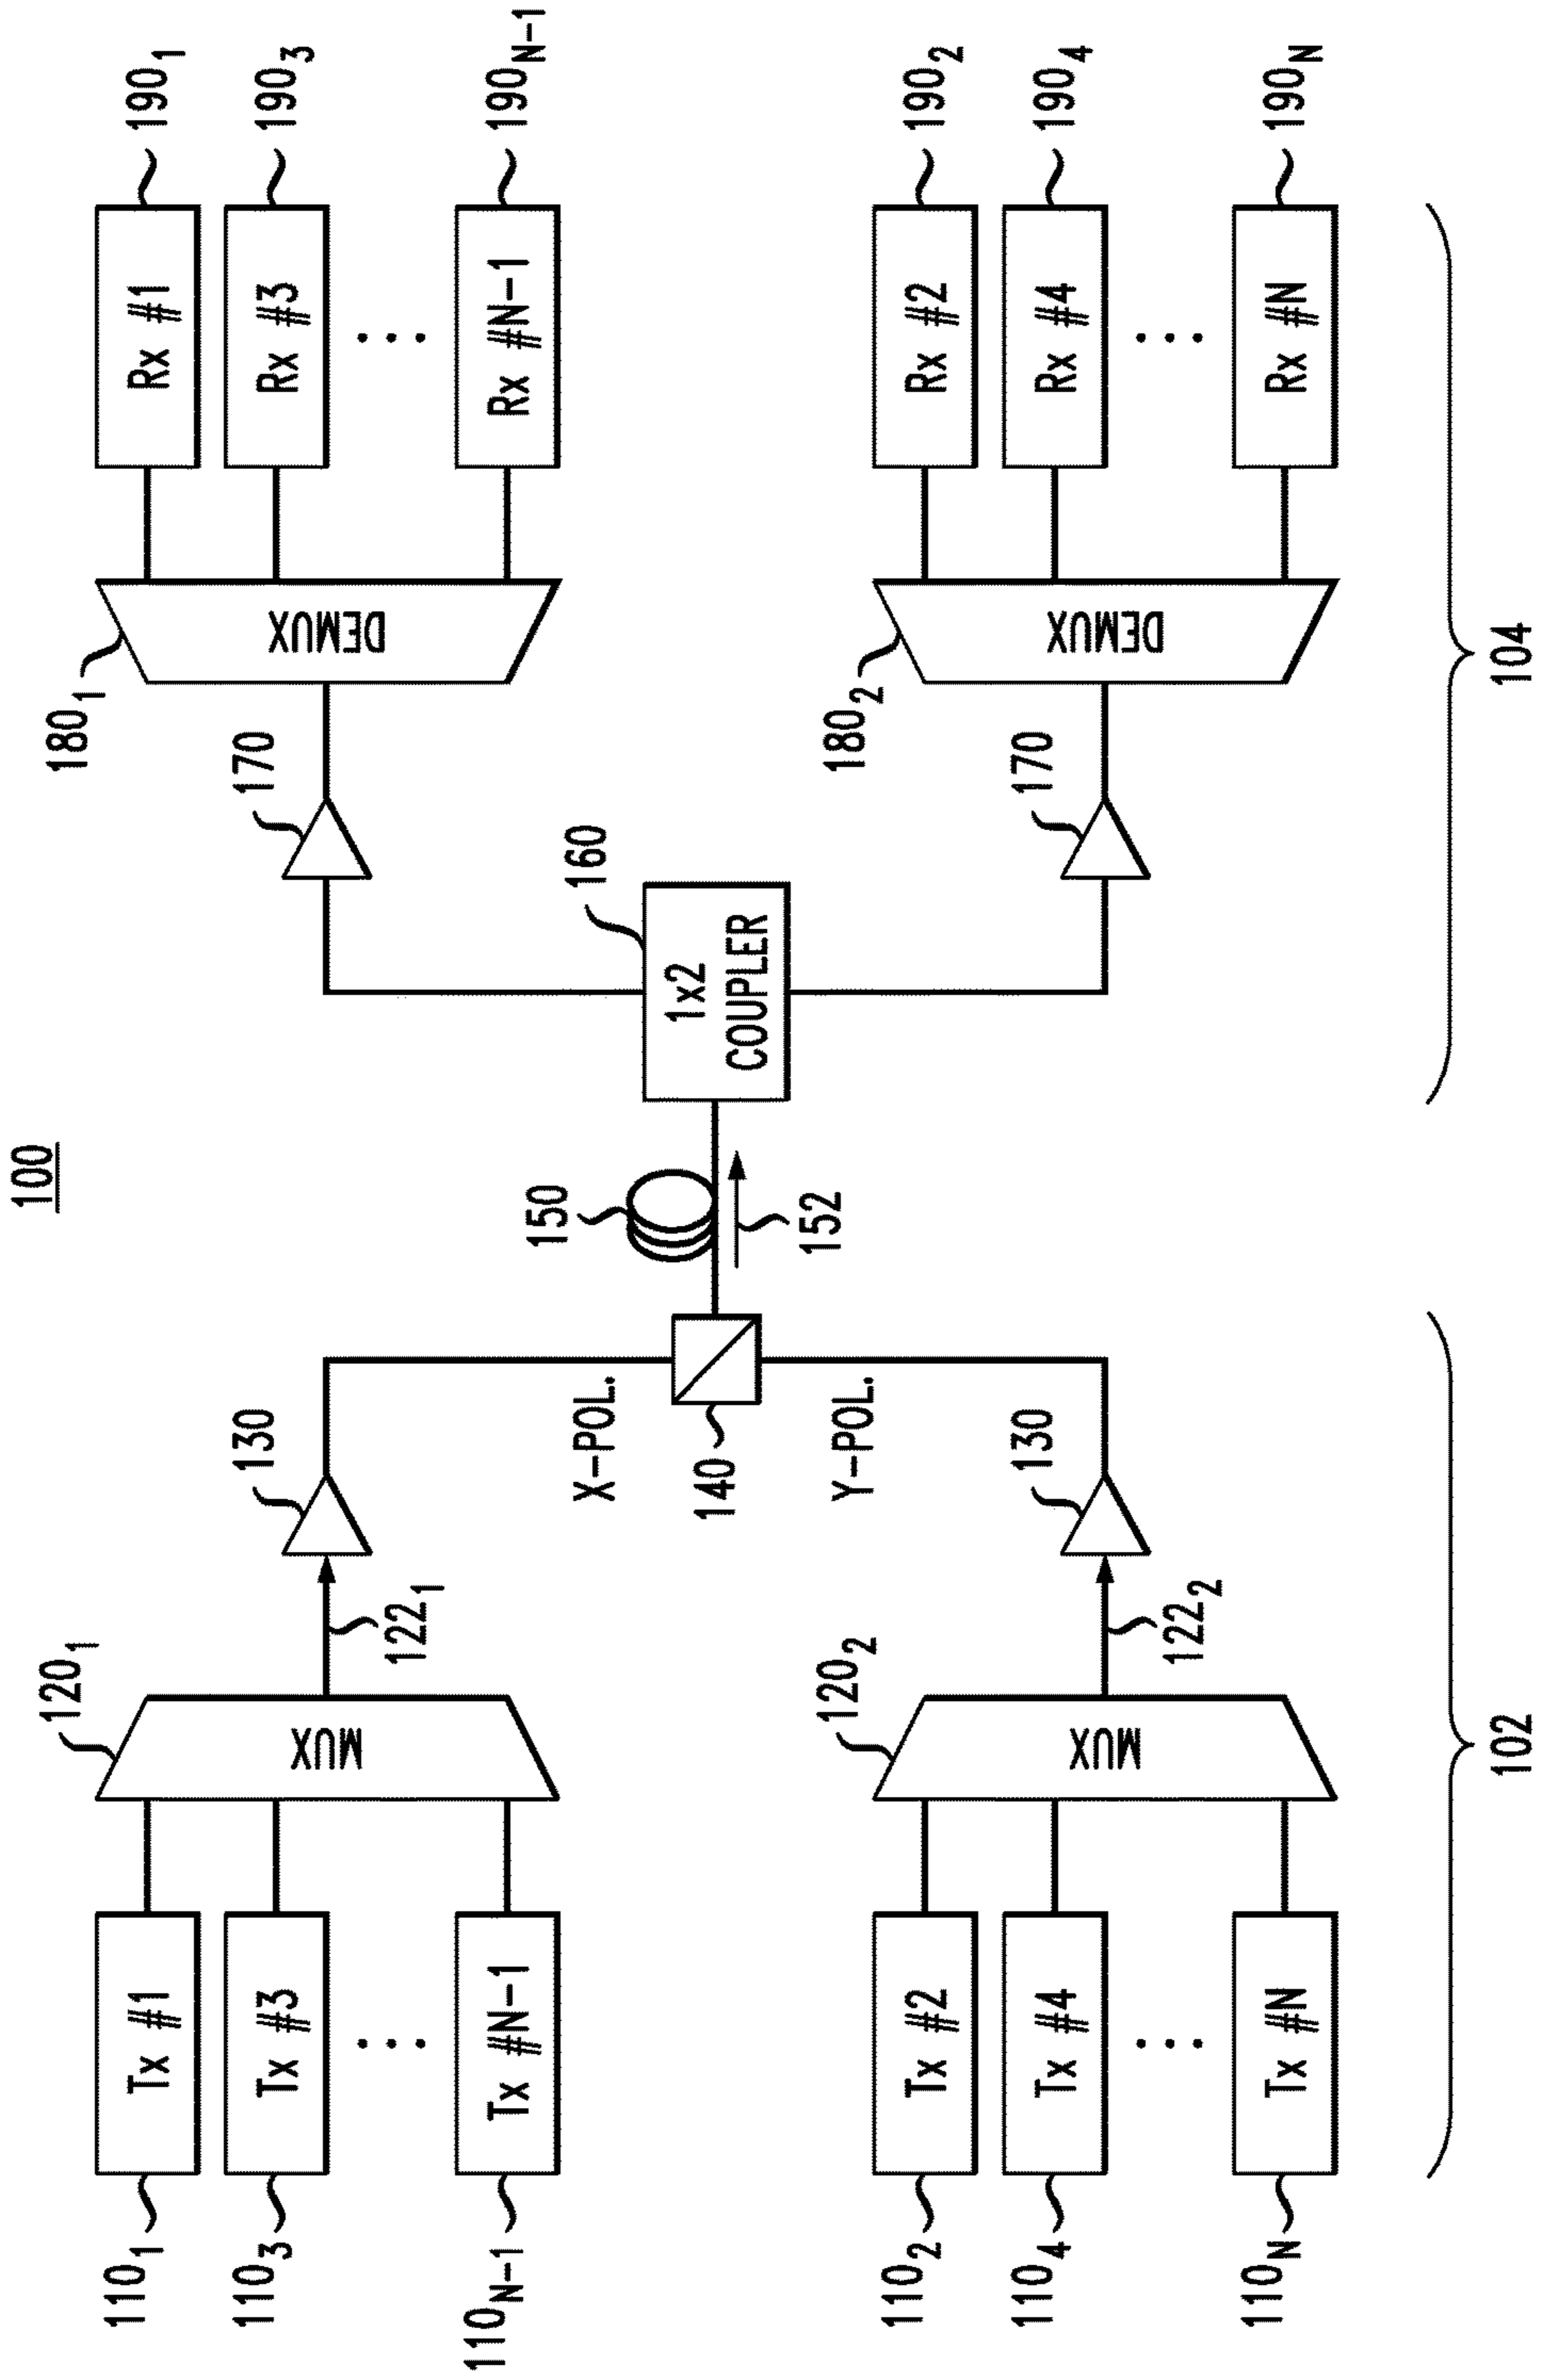 100
110₁
Tx #1
110₃
Tx #3
...
110N-1
Tx #N-1
120₁
MUX
122₁
130
X-POL.
110₂
Tx #2
110₄
Tx #4
...
110N
Tx #N
120₂
MUX
122₂
130
Y-POL.
140
150
152
160
1x2
COUPLER
170
180₁
DEMUX
Rx #1
190₁
Rx #3
190₃
...
Rx #N-1
190N-1
170
180₂
DEMUX
Rx #2
190₂
Rx #4
190₄
...
Rx #N
190N
102
104